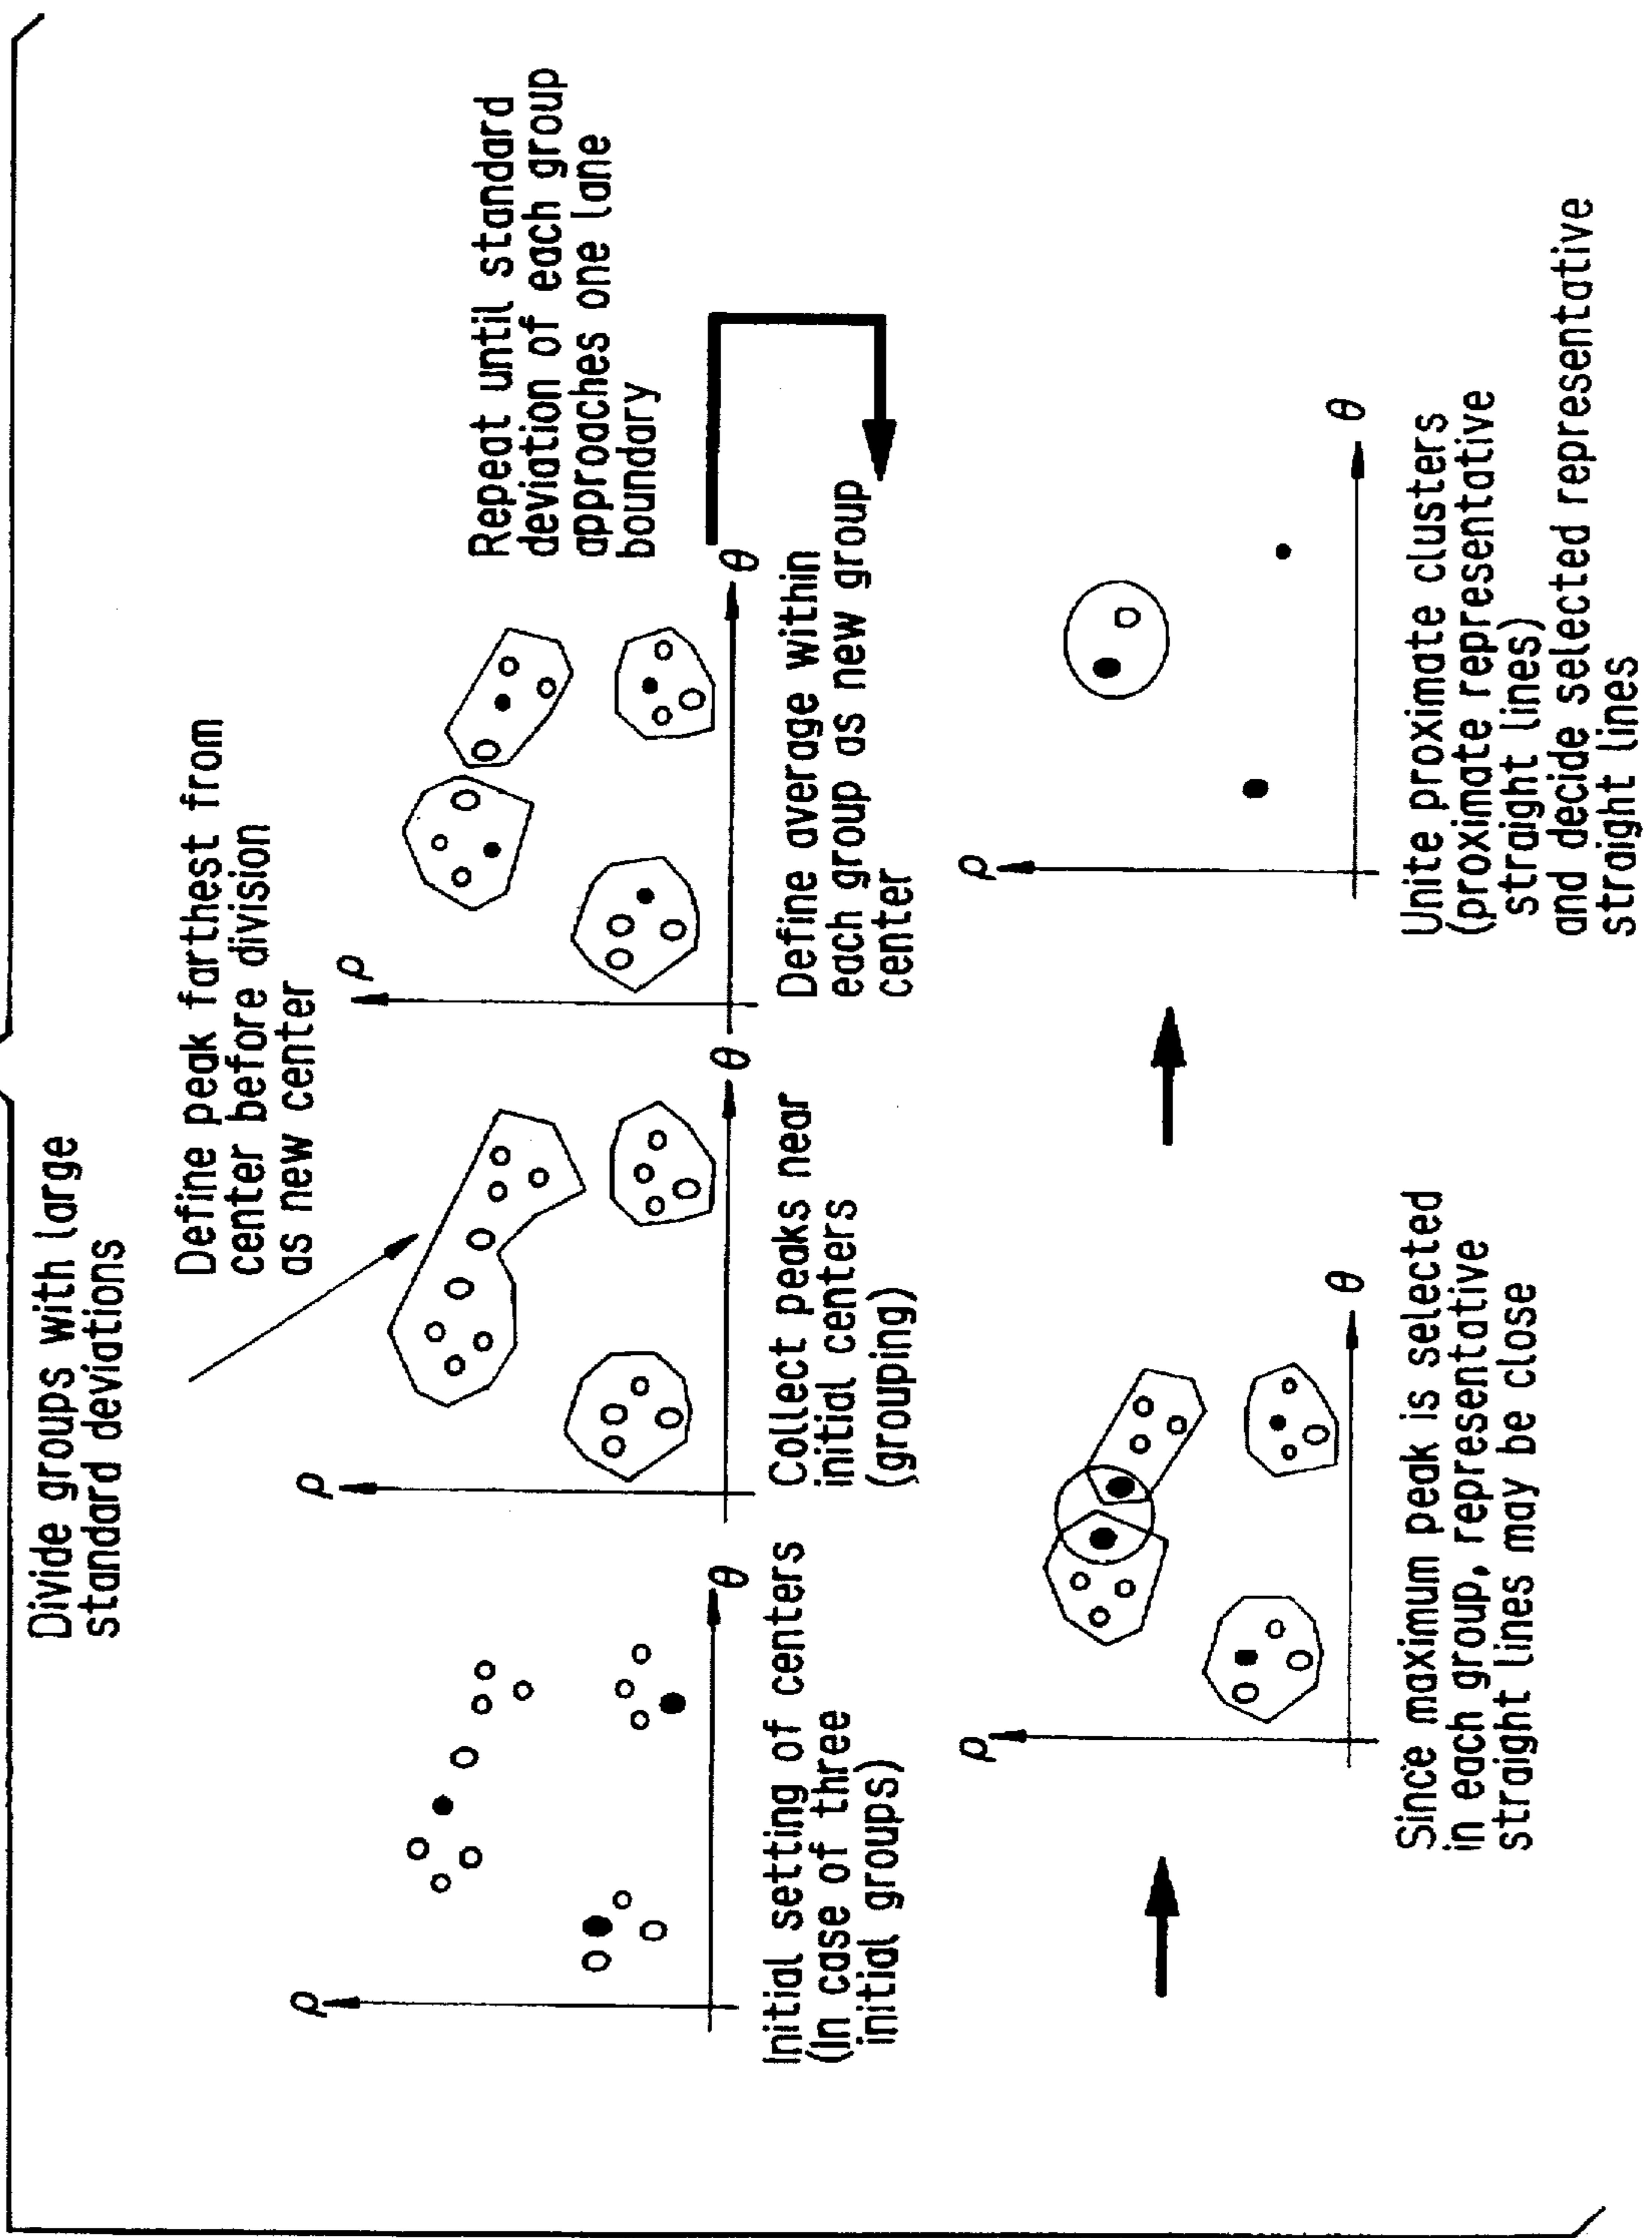 Divide groups with large
standard deviations
Define peak farthest from
center before division
as new center
Repeat until standard
deviation of each group
approaches one lane
boundary
ρ
θ
Initial setting of centers
(In case of three
initial groups)
ρ
θ
Collect peaks near
initial centers
(grouping)
ρ
θ
Define average within
each group as new group
center
ρ
θ
Since maximum peak is selected
in each group, representative
straight lines may be close
ρ
θ
Unite proximate clusters
(proximate representative
straight lines)
and decide selected representative
straight lines